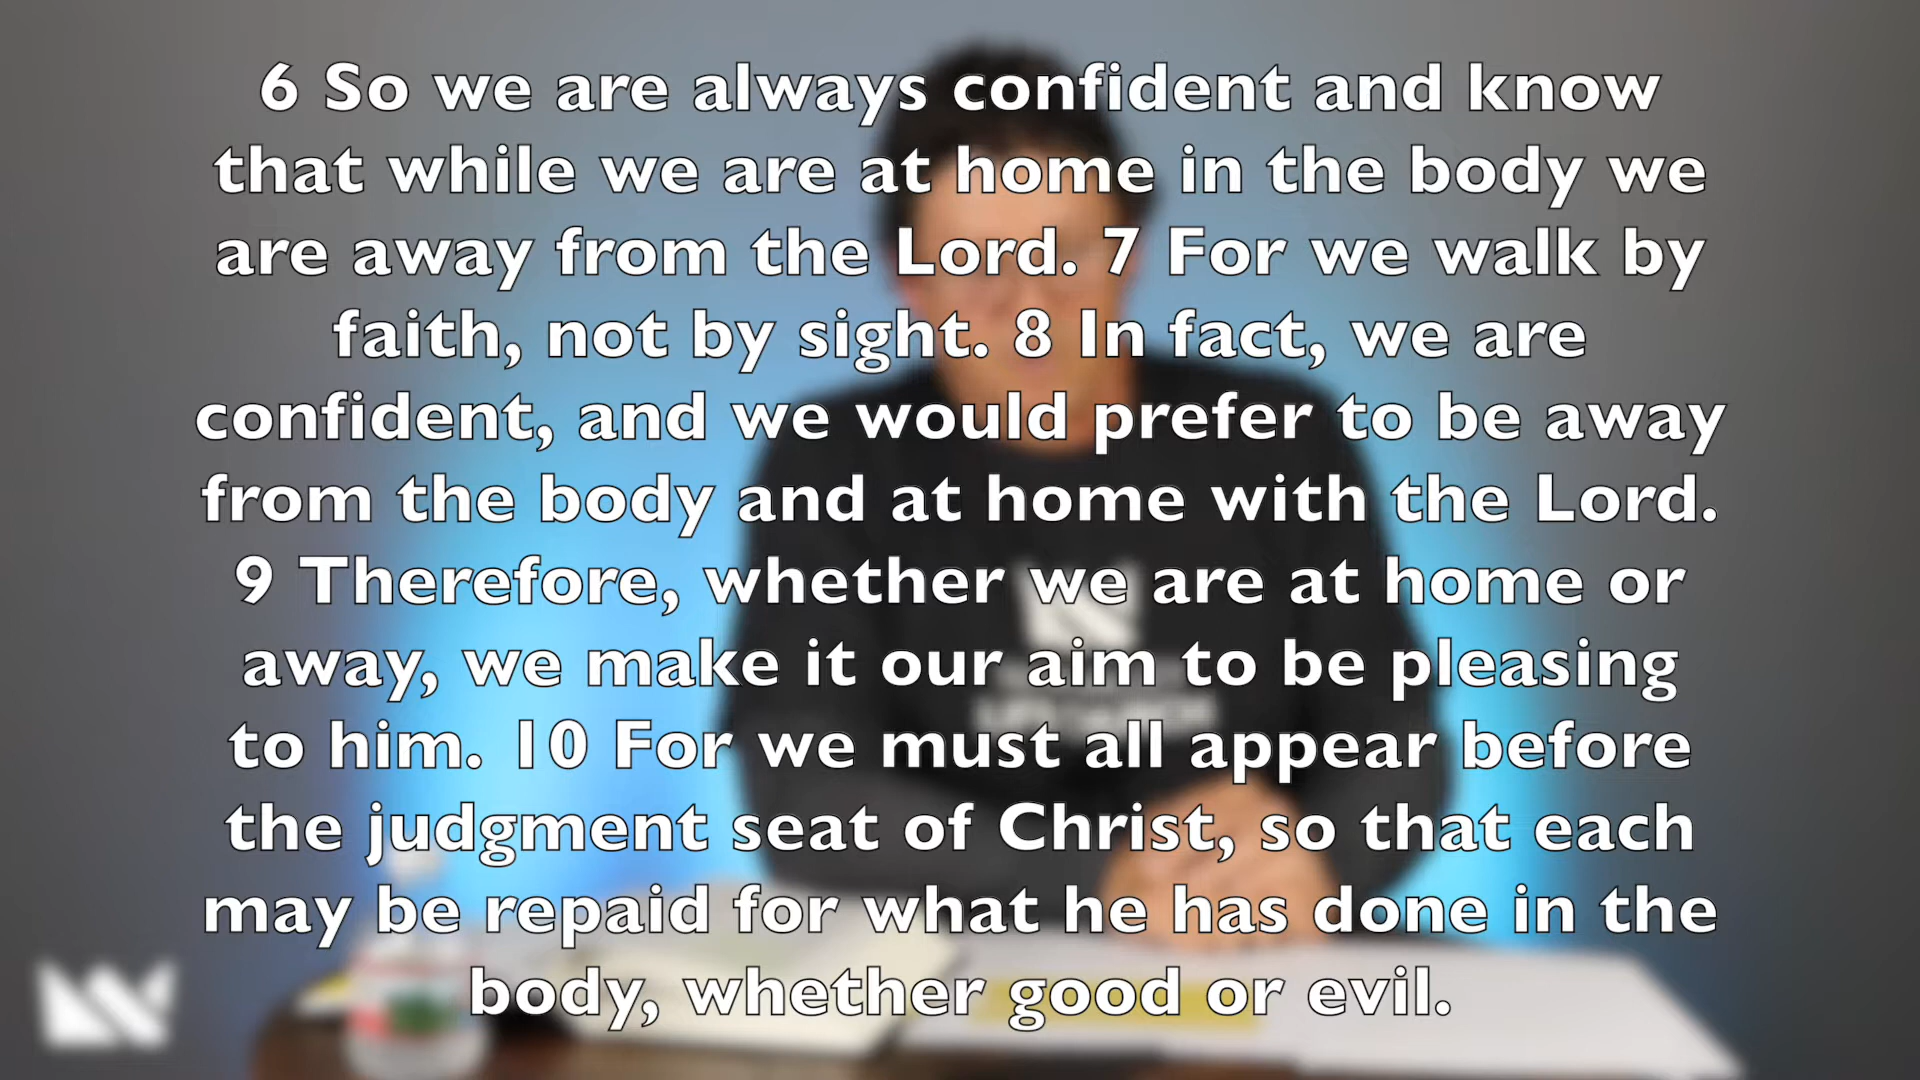 6 So we are always confident and know
that while we are at home in the body we
are away from the Lord. 7 For we walk by
faith, not by sight. 8 In fact, we are
confident, and we would prefer to be away
from the body and at home with the Lord.
9 Therefore, whether we are at home or
away, we make it our aim to be pleasing
to him. 10 For we must all appear before
the judgment seat of Christ, so that each
may be repaid for what he has done in the
body, whether good or evil.